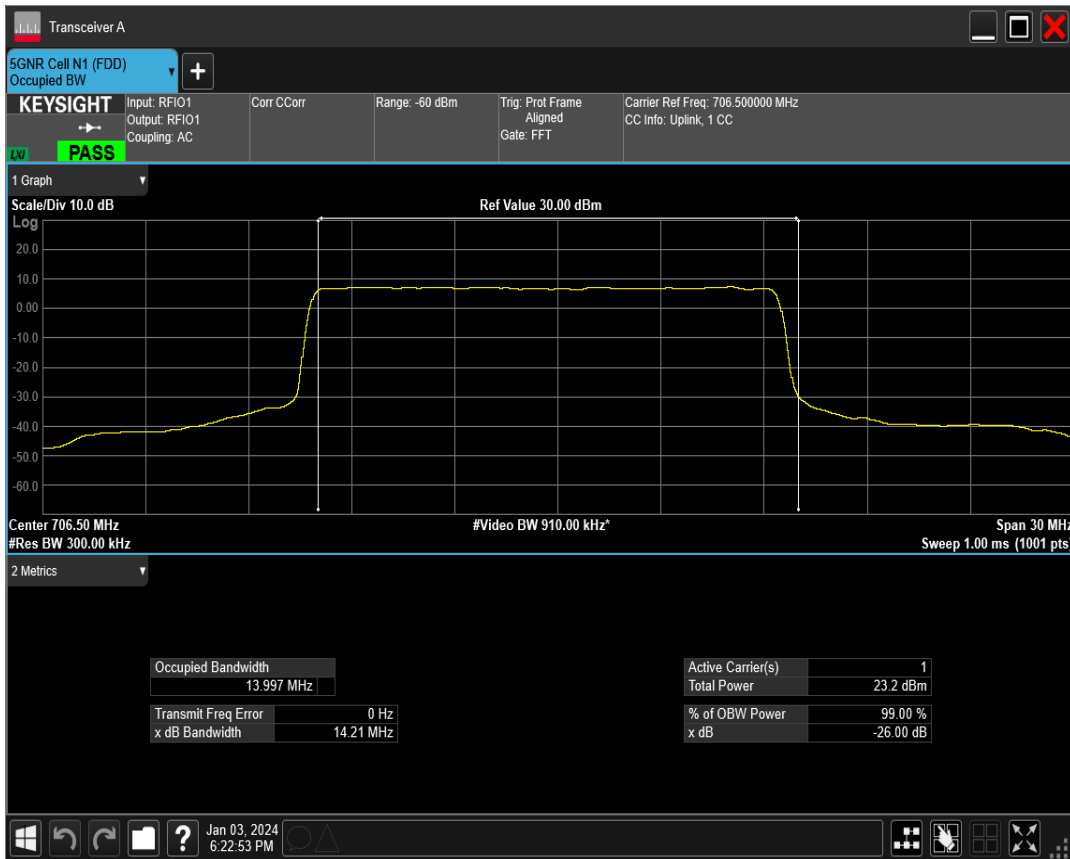 Transceiver A
5GNR Cell N1 (FDD)
Occupied BW
+
KEYSIGHT
LXI
PASS
Input: RFIO1
Output: RFIO1
Coupling: AC
Corr CCorr
Range: -60 dBm
Trig: Prot Frame
Aligned
Gate: FFT
Carrier Ref Freq: 706.500000 MHz
CC Info: Uplink, 1 CC
1 Graph
Scale/Div 10.0 dB
Ref Value 30.00 dBm
Log
20.0
10.0
0.00
-10.0
-20.0
-30.0
-40.0
-50.0
-60.0
Center 706.50 MHz
#Video BW 910.00 kHz*
Span 30 MHz
#Res BW 300.00 kHz
Sweep 1.00 ms (1001 pts)
2 Metrics
Occupied Bandwidth
13.997 MHz
Transmit Freq Error 0 Hz
x dB Bandwidth 14.21 MHz
Active Carrier(s) 1
Total Power 23.2 dBm
% of OBW Power 99.00 %
x dB -26.00 dB
?
Jan 03, 2024
6:22:53 PM